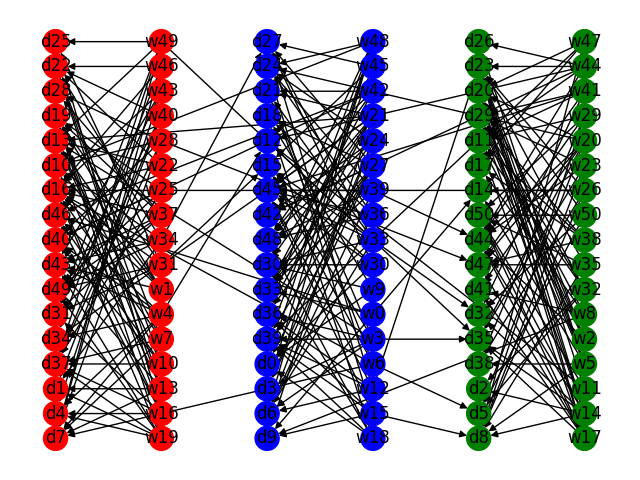 d25 w49 d27 w48 d26 w47
d22 w46 d24 w45 d23 w44
d28 w43 d21 w42 d20 w41
d19 w40 d18 w21 d29 w29
d13 w28 d12 w24 d11 w20
d10 w22 d15 w27 d17 w23
d16 w25 d45 w39 d14 w26
d46 w37 d42 w36 d50 w50
d40 w34 d48 w33 d44 w38
d43 w31 d30 w30 d47 w35
d49 w1 d33 w9 d41 w32
d31 w4 d36 w0 d32 w8
d34 w7 d39 w3 d35 w2
d37 w10 d0 w6 d38 w5
d1 w13 d3 w12 d2 w11
d4 w16 d6 w15 d5 w14
d7 w19 d9 w18 d8 w17